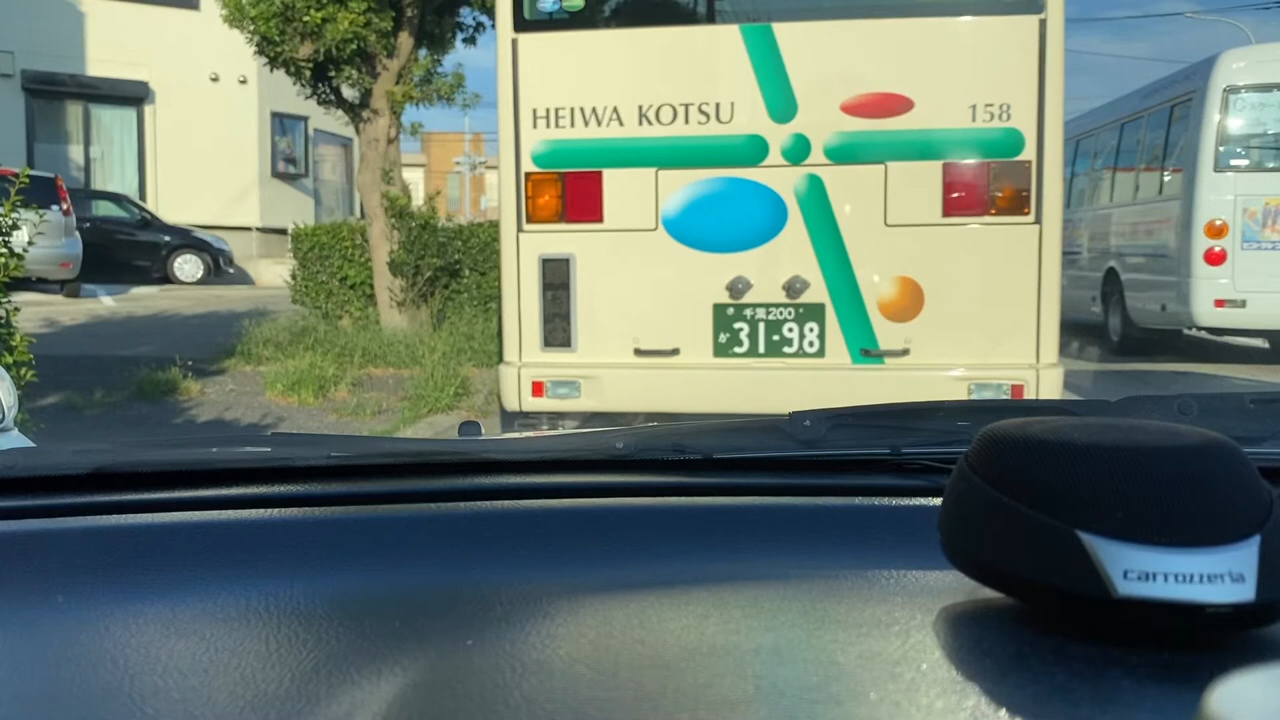 HEIWA KOTSU
158
千葉200
か 31-98
carrozzeria